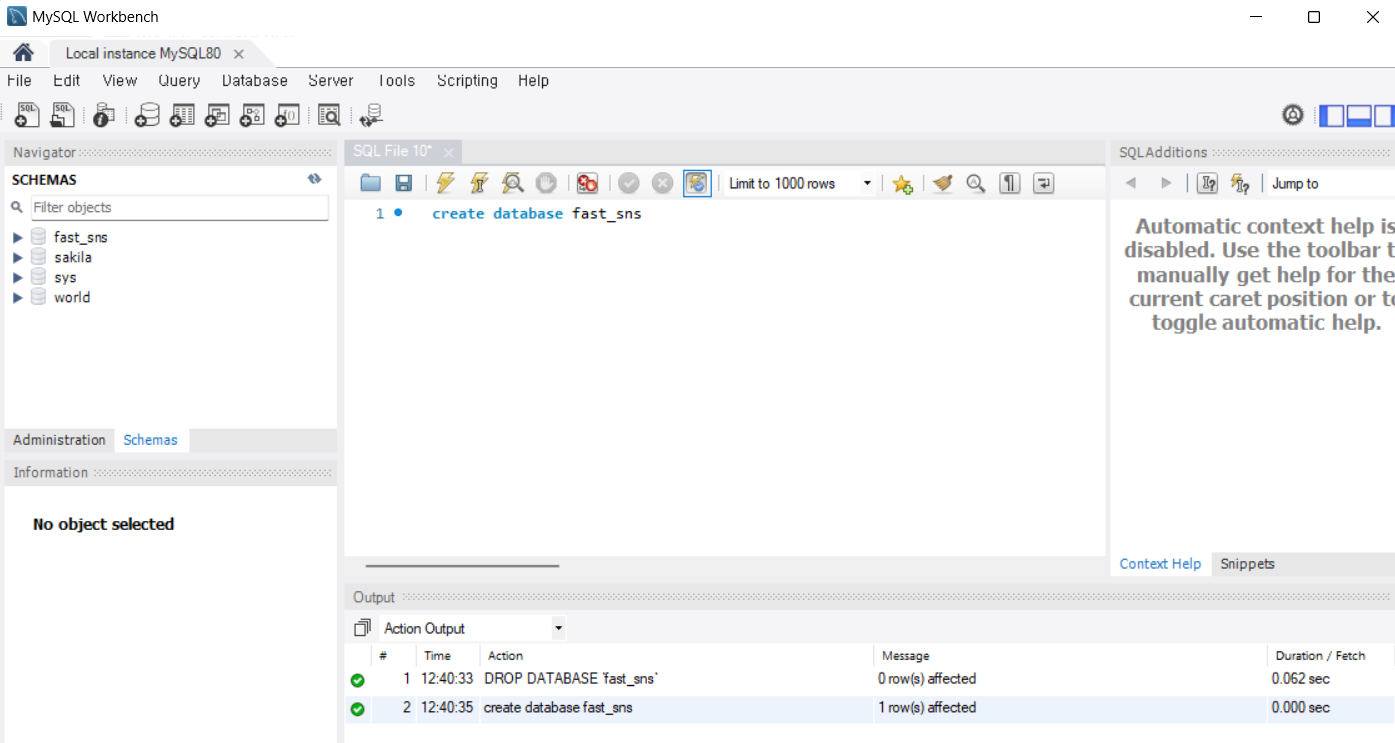 MySQL Workbench
Local instance MySQL80
File Edit View Query Database Server Tools Scripting Help
SQL SQL
Navigator
SCHEMAS
Filter objects
fast_sns
sakila
sys
world
Administration Schemas
Information
No object selected
SQL File 10*
Limit to 1000 rows
1 create database fast_sns
SQLAdditions
Jump to
Automatic context help is
disabled. Use the toolbar t
manually get help for the
current caret position or to
toggle automatic help.
Context Help Snippets
Output
Action Output
# Time Action Message Duration / Fetch
1 12:40:33 DROP DATABASE `fast_sns` 0 row(s) affected 0.062 sec
2 12:40:35 create database fast_sns 1 row(s) affected 0.000 sec